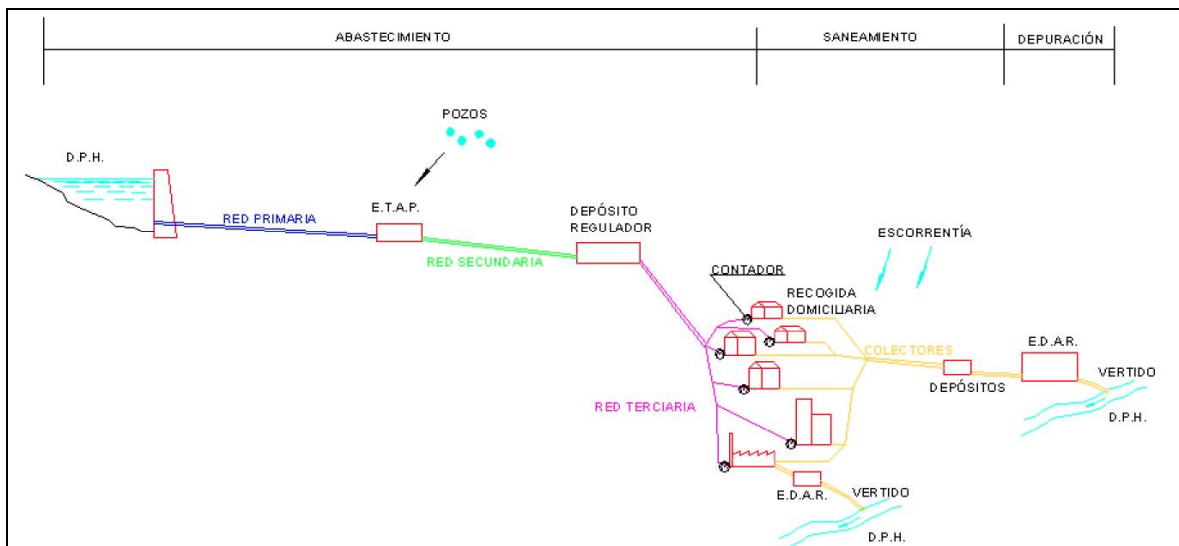 ABASTECIMIENTO
SANEAMIENTO
DEPURACIÓN
POZOS
D.P.H.
RED PRIMARIA
E.T.A.P.
RED SECUNDARIA
DEPÓSITO
REGULADOR
ESCORRENTÍA
CONTADOR
RECOGIDA
DOMICILIARIA
COLECTORES
DEPÓSITOS
E.D.A.R.
VERTIDO
D.P.H.
RED TERCIARIA
E.D.A.R.
VERTIDO
D.P.H.